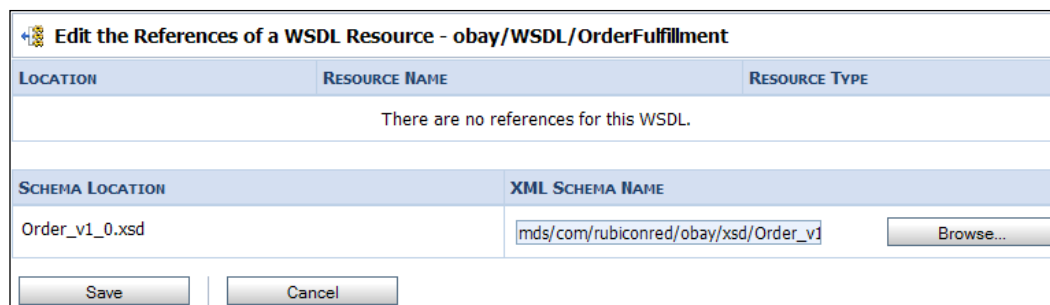 Edit the References of a WSDL Resource - obay/WSDL/OrderFulfillment
LOCATION RESOURCE NAME RESOURCE TYPE
There are no references for this WSDL.
SCHEMA LOCATION XML SCHEMA NAME
Order_v1_0.xsd mds/com/rubiconred/obay/xsd/Order_v1 Browse...
Save Cancel